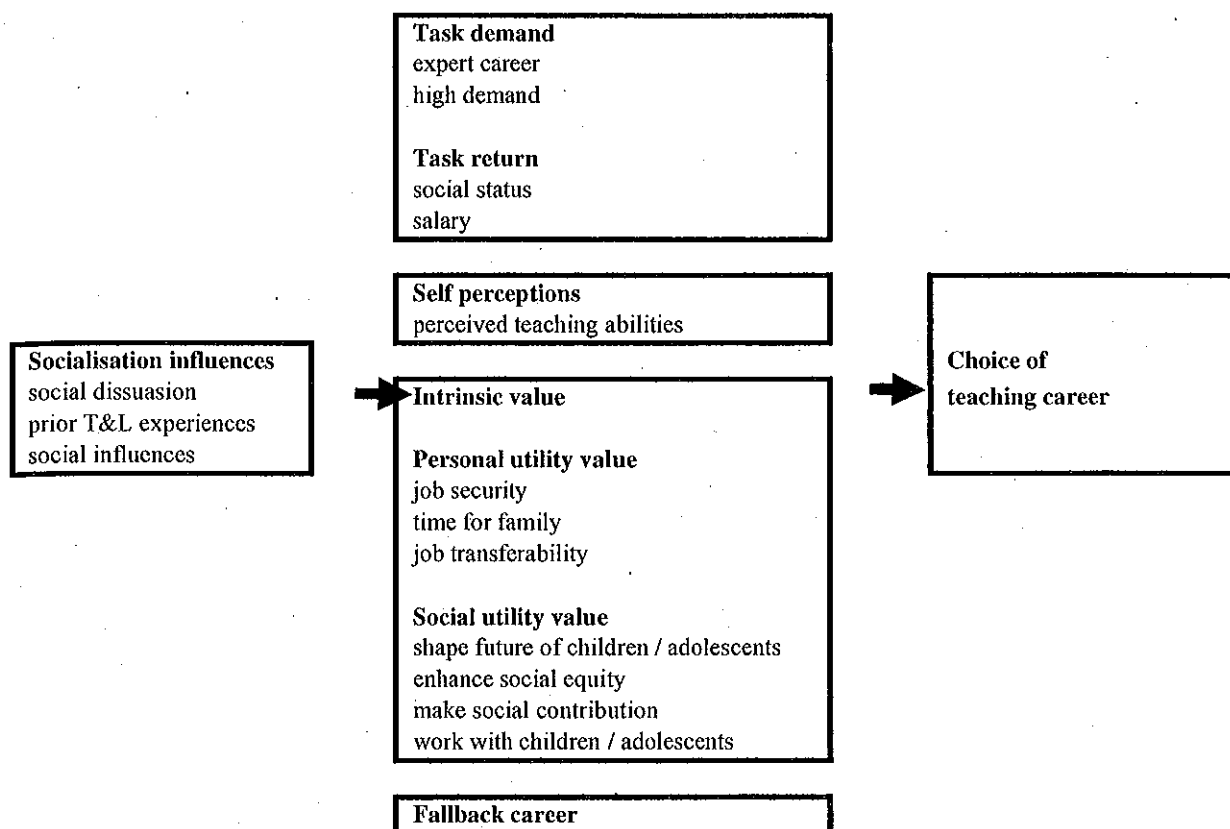 Task demand
expert career
high demand
Task return
social status
salary
Self perceptions
perceived teaching abilities
Socialisation influences
social dissuasion
prior T&L experiences
social influences
Intrinsic value
Personal utility value
job security
time for family
job transferability
Social utility value
shape future of children / adolescents
enhance social equity
make social contribution
work with children / adolescents
Fallback career
Choice of
teaching career